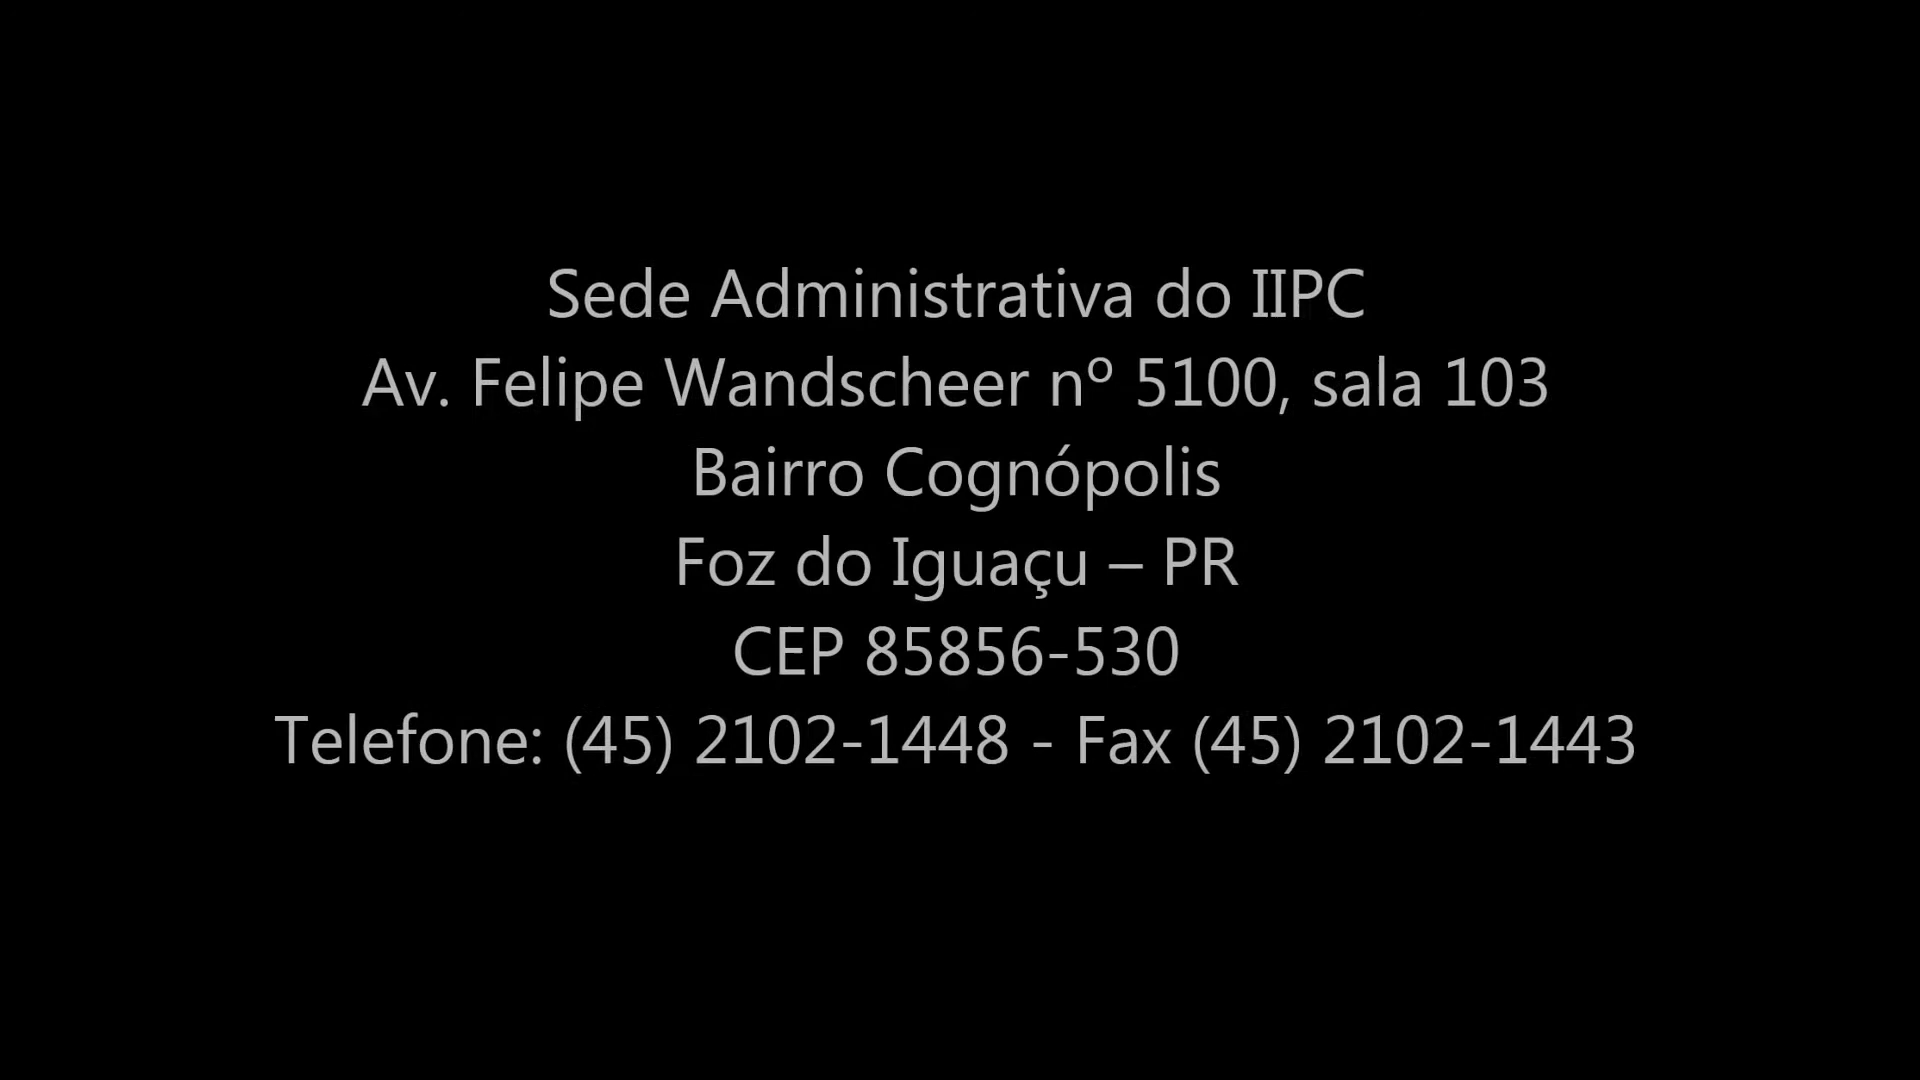 Sede Administrativa do IIPC
Av. Felipe Wandscheer nº 5100, sala 103
Bairro Cognópolis
Foz do Iguaçu – PR
CEP 85856-530
Telefone: (45) 2102-1448 - Fax (45) 2102-1443